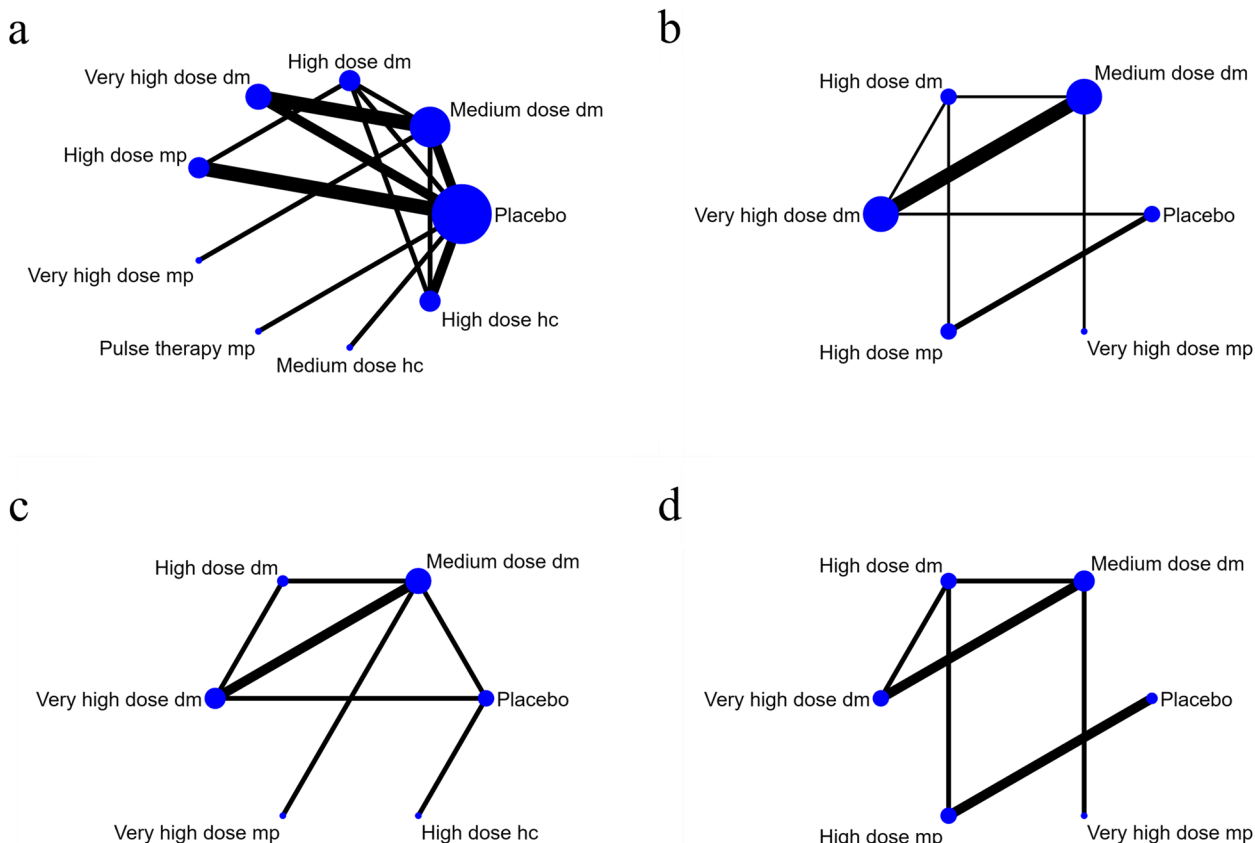 a
High dose dm
Very high dose dm
Medium dose dm
High dose mp
Placebo
Very high dose mp
High dose hc
Pulse therapy mp
Medium dose hc
b
Medium dose dm
High dose dm
Very high dose dm
Placebo
High dose mp
Very high dose mp
c
Medium dose dm
High dose dm
Very high dose dm
Placebo
Very high dose mp
High dose hc
d
Medium dose dm
High dose dm
Very high dose dm
Placebo
High dose mp
Very high dose mp